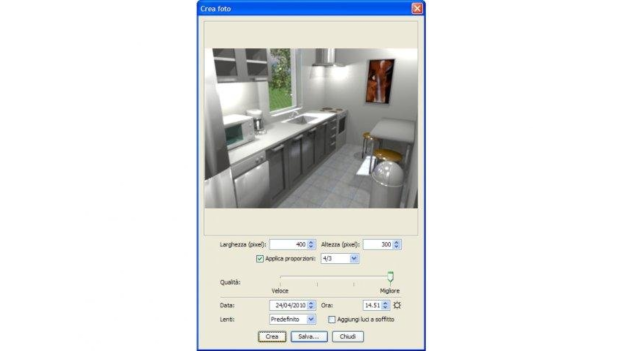 Crea foto
Larghezza (pixel): 400 Altezza (pixel): 300
Applica proporzioni: 4/3
Qualità:
Veloce Migliore
Data: 24/04/2010 Ora: 14.51
Lenti: Predefinito Aggiungi luci a soffitto
Crea Salva... Chiudi